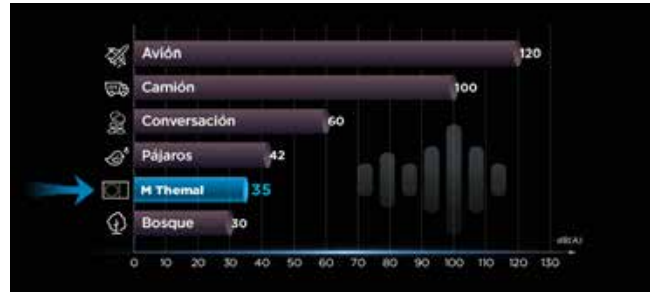 Avión 120
Camión 100
Conversación 60
Pájaros 42
M Themal 35
Bosque 30
dB(A)
0 10 20 30 40 50 60 70 80 90 100 110 120 130